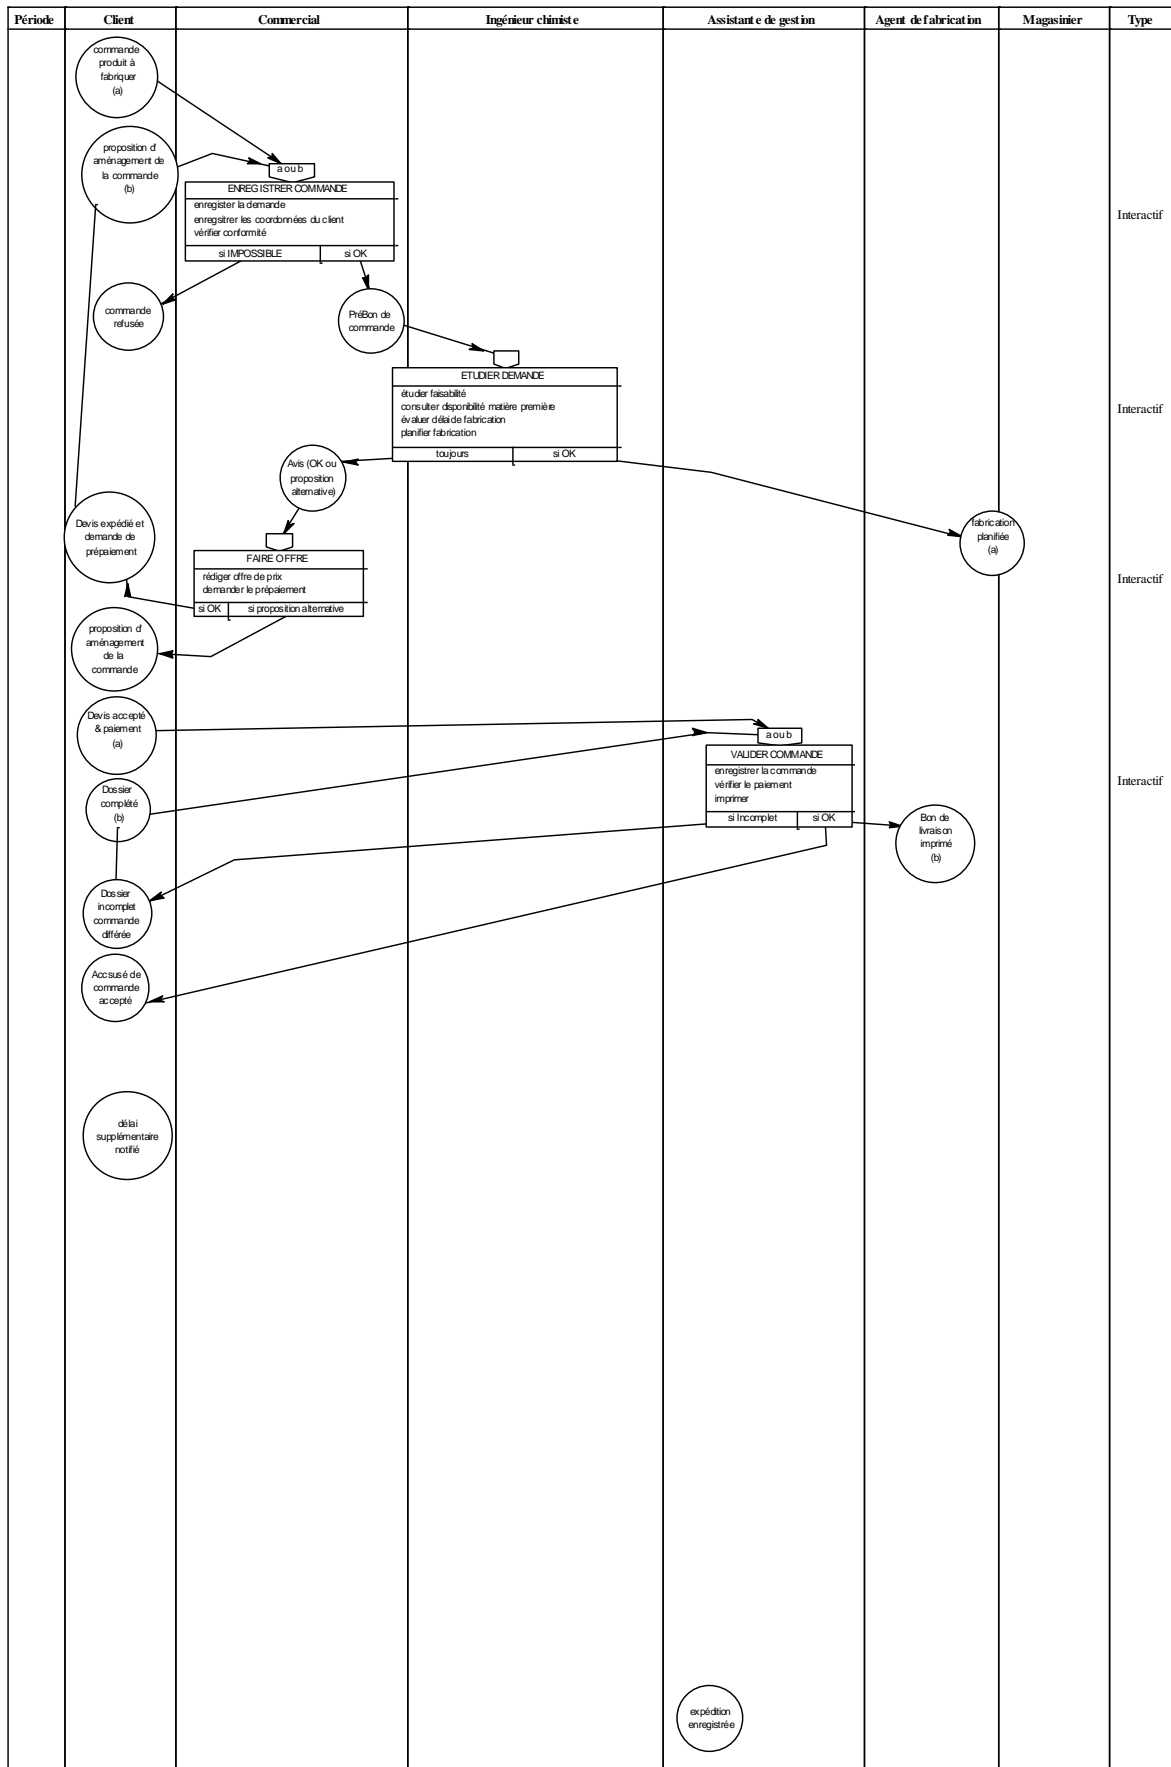 Période Client Commercial Ingénieur chimiste Assistante de gestion Agent de fabrication Magasinier Type
commande
produit à
fabriquer
(a)
proposition d'
aménagement de
la commande
(b)
a ou b
ENREGISTRER COMMANDE
enregister la demande
enregsitrer les coordonnées du client
vérifier conformité
si IMPOSSIBLE si OK
Interactif
commande
refusée
PréBon de
commande
ETUDIER DEMANDE
étudier faisabilité
consulter disponibilité matière première
évaluer délai de fabrication
planifier fabrication
toujours si OK
Interactif
Avis (OK ou
proposition
alternative)
Devis expédié et
demande de
prépaiement
fabrication
planifiée
(a)
FAIRE OFFRE
rédiger offre de prix
demander le prépaiement
si OK si proposition alternative
Interactif
proposition d'
aménagement
de la
commande
Devis accepté
& paiement
(a)
a ou b
VALIDER COMMANDE
enregistrer la commande
vérifier le paiement
imprimer
si Incomplet si OK
Interactif
Dossier
complété
(b)
Bon de
livraison
imprimé
(b)
Dossier
incomplet
commande
différée
Accsusé de
commande
accepté
délai
supplémentaire
notifié
expédition
enregistrée